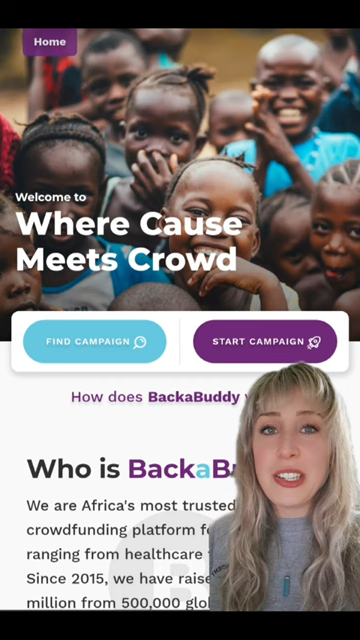 Home
Welcome to
Where Cause
Meets Crowd
FIND CAMPAIGN
START CAMPAIGN
How does BackaBuddy
Who is BackaB
We are Africa's most trusted
crowdfunding platform
ranging from healthcare
Since 2015, we have raise
million from 500,000 glo